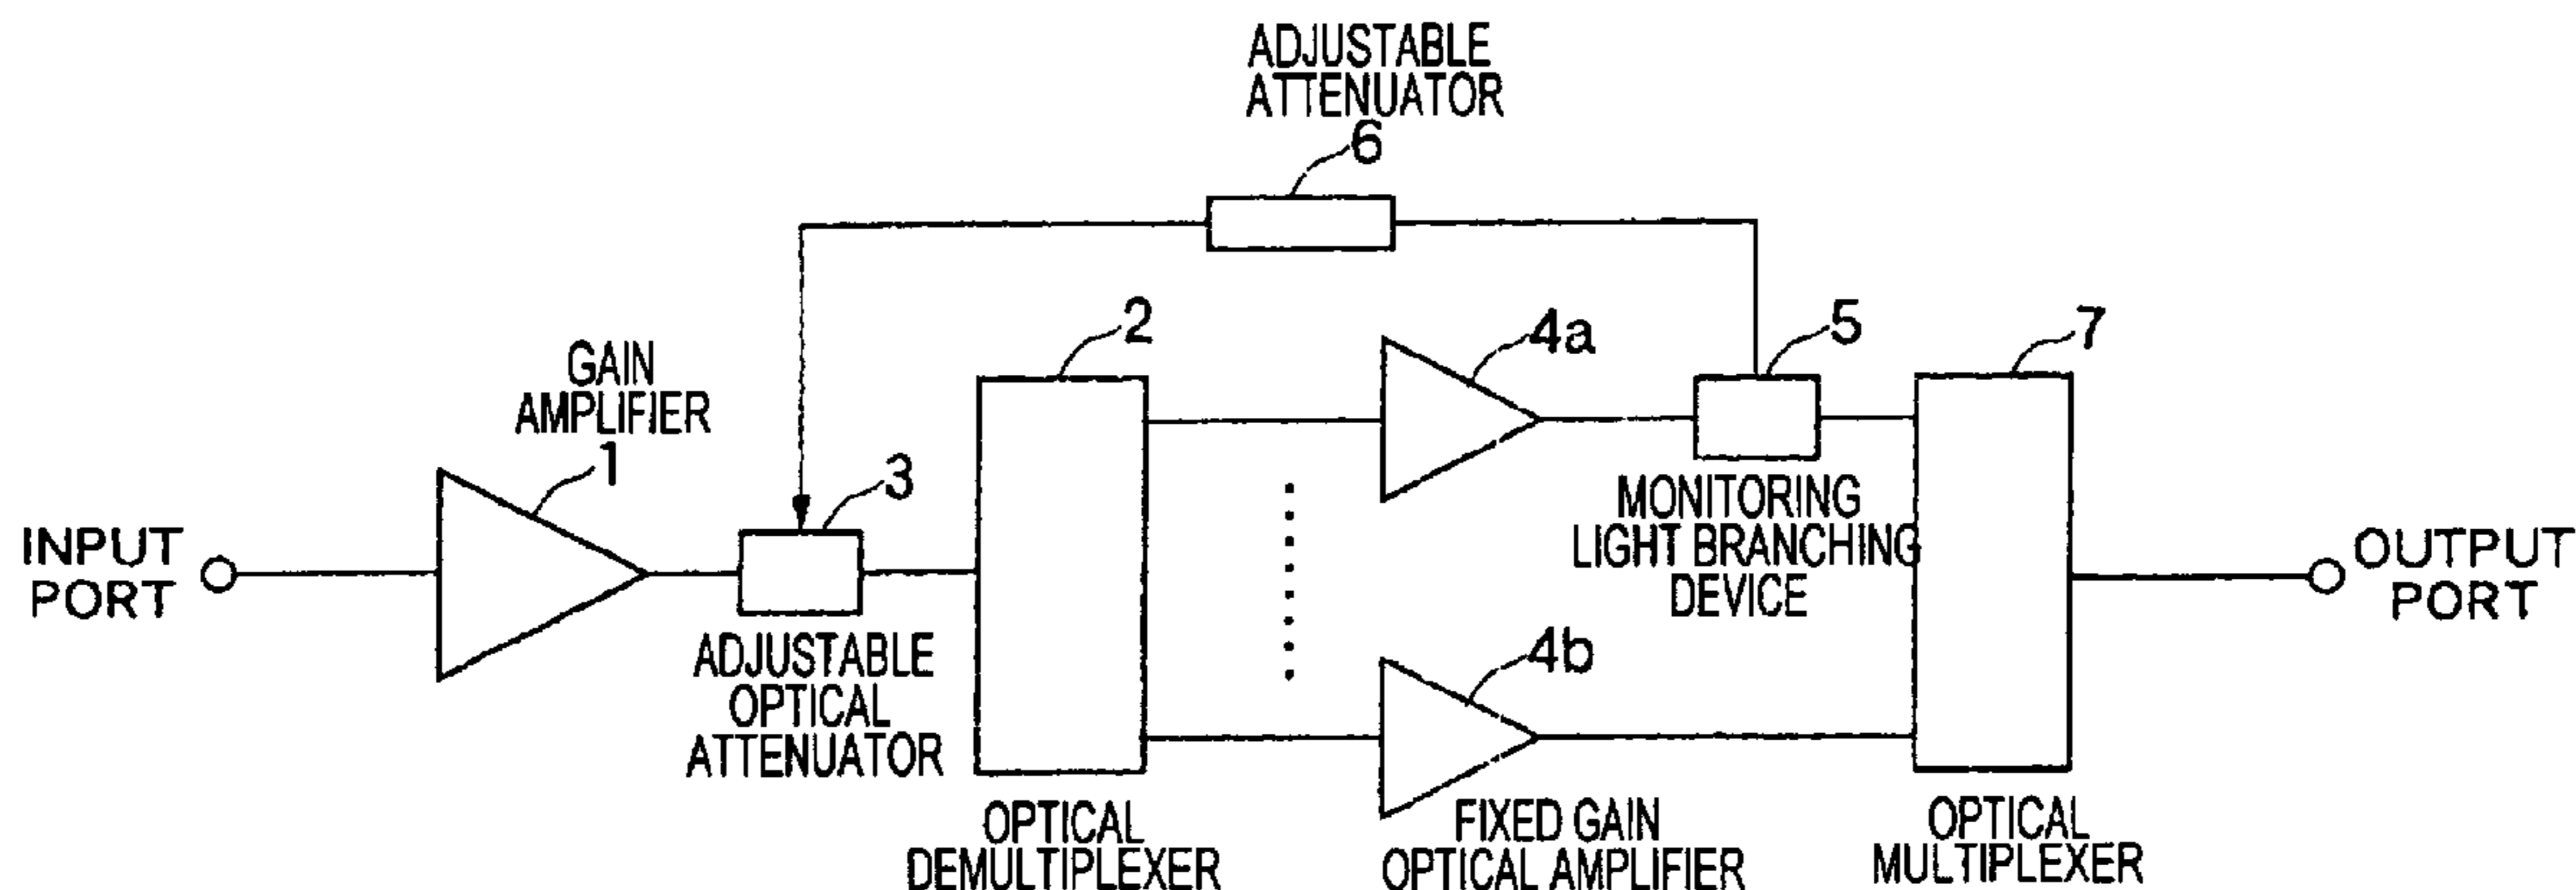 ADJUSTABLE
ATTENUATOR
6
2
4a
5
7
GAIN
AMPLIFIER
1
3
INPUT
PORT
MONITORING
LIGHT BRANCHING
DEVICE
OUTPUT
PORT
ADJUSTABLE
OPTICAL
ATTENUATOR
4b
OPTICAL
DEMULTIPLEXER
FIXED GAIN
OPTICAL AMPLIFIER
OPTICAL
MULTIPLEXER